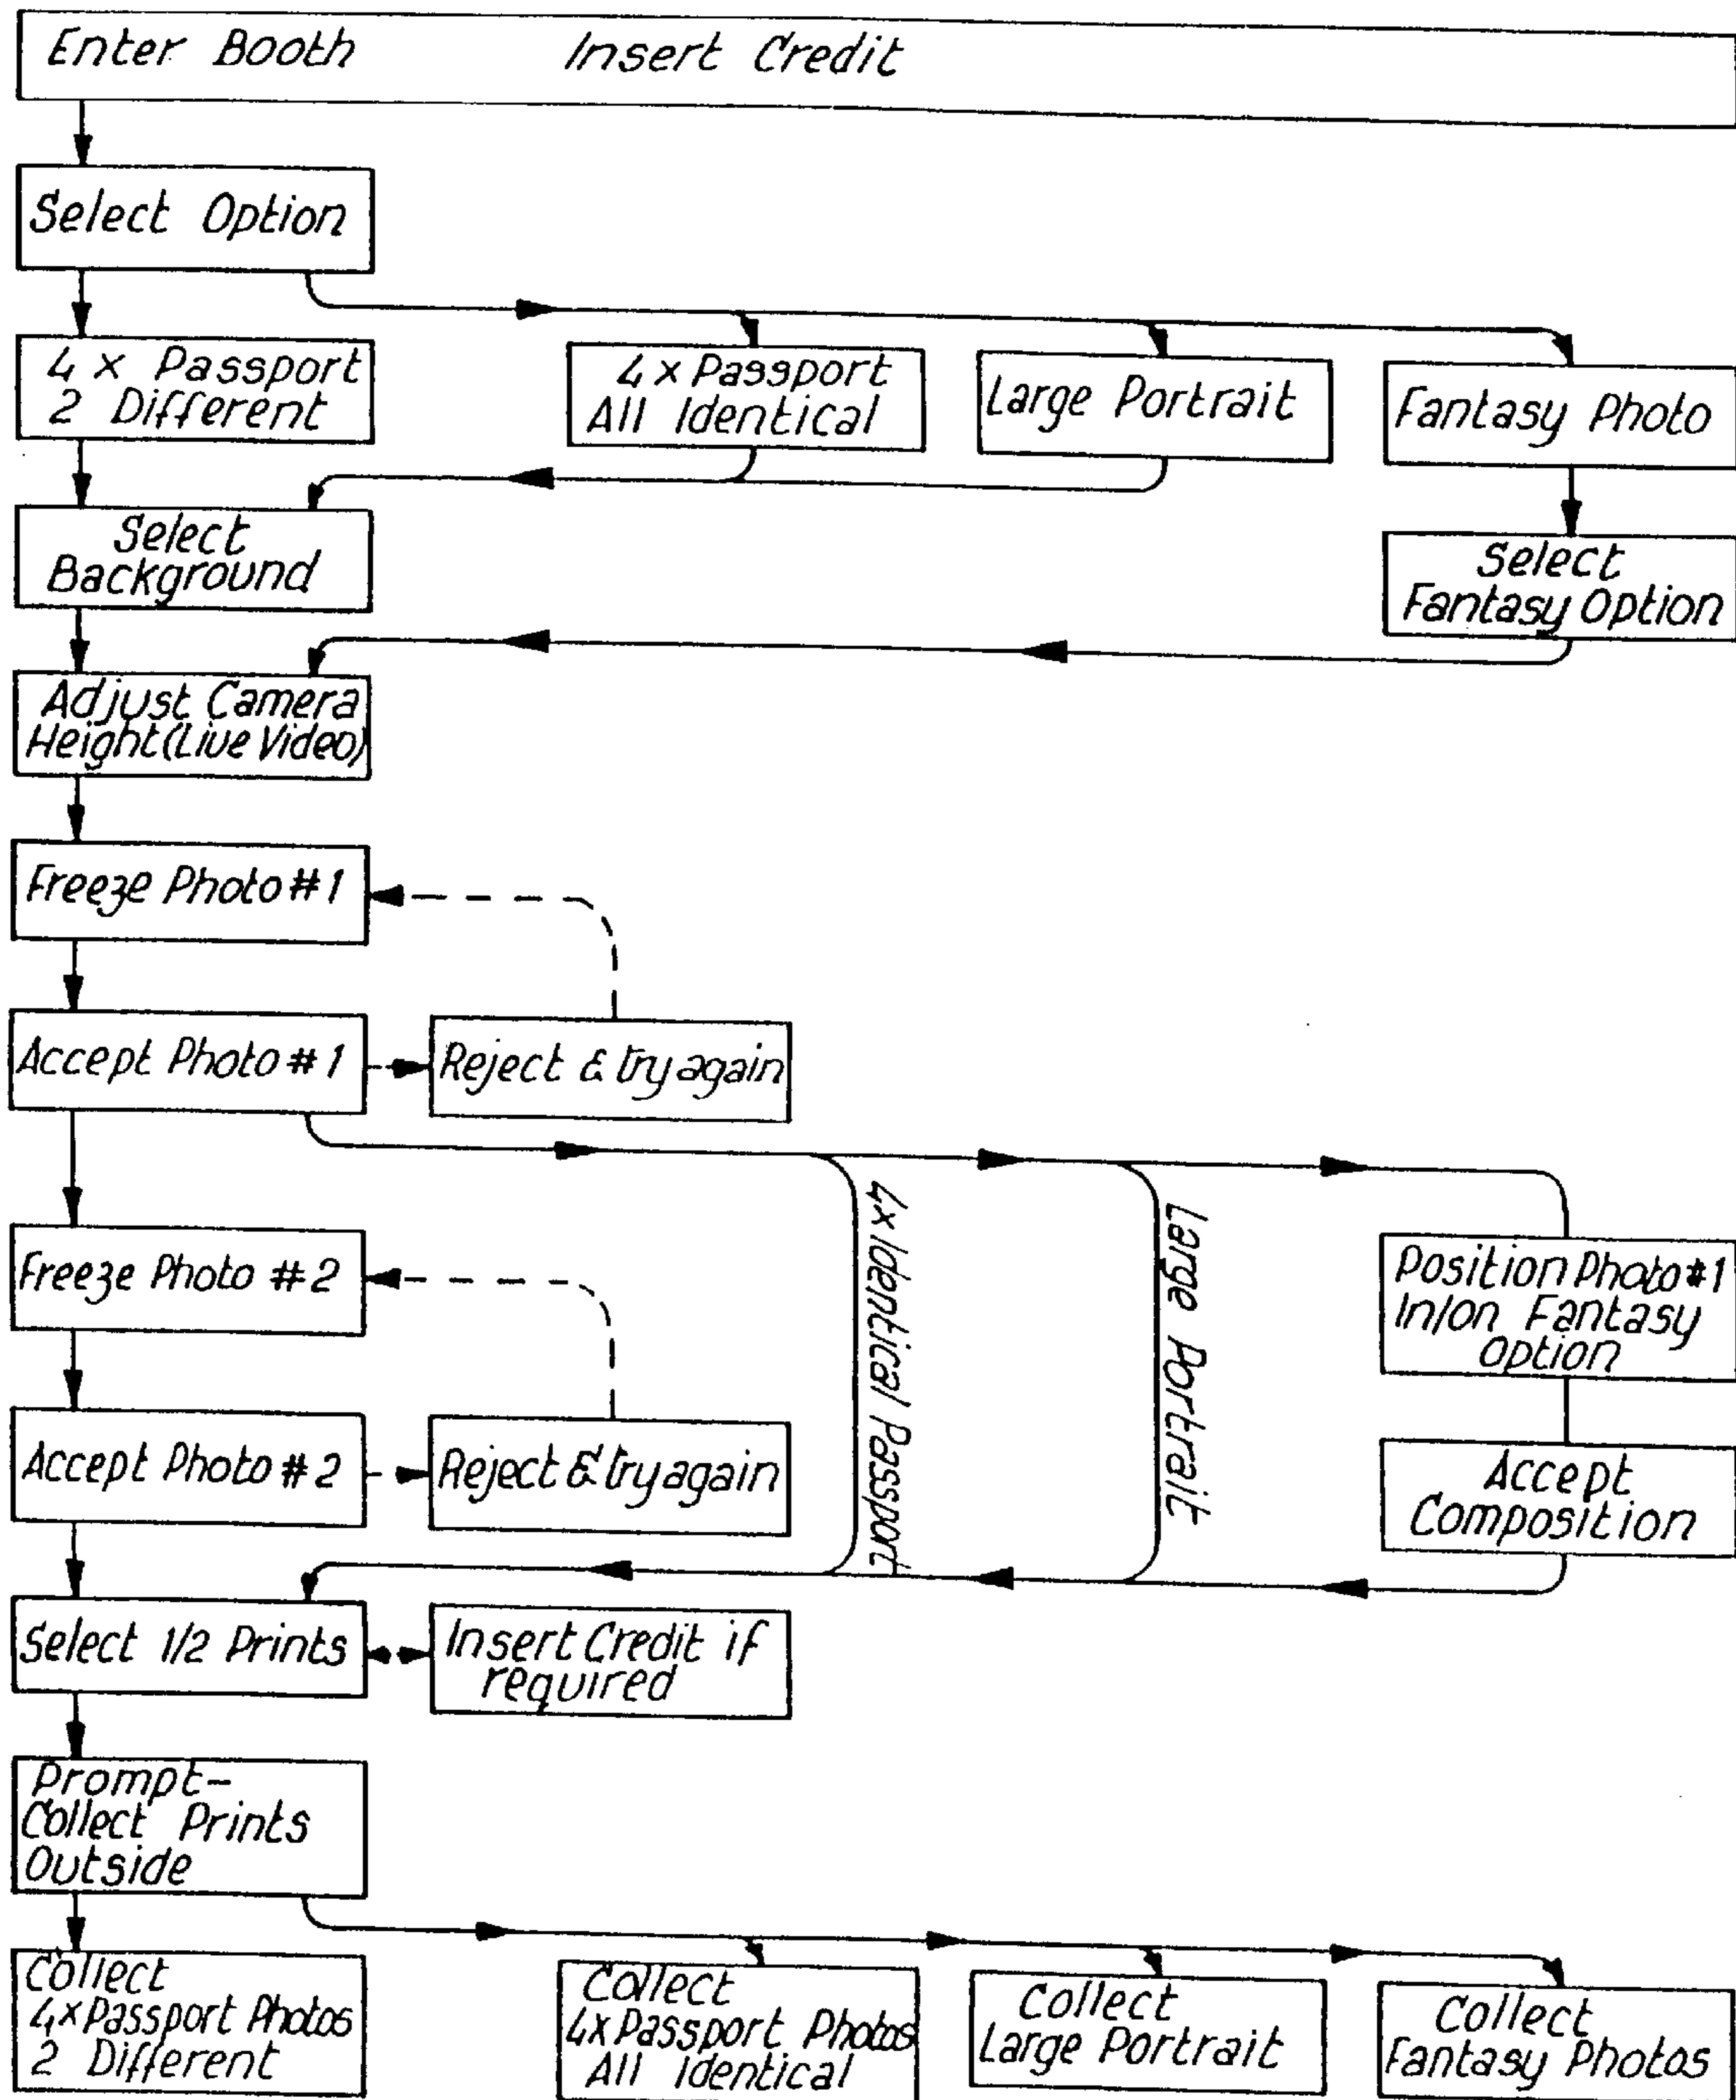 Enter Booth Insert Credit
Select Option
4 x Passport
2 Different
4 x Passport
All Identical
Large Portrait
Fantasy Photo
Select
Background
Select
Fantasy Option
Adjust Camera
Height (Live Video)
Freeze Photo #1
Accept Photo #1
Reject & try again
4x Identical Passport
Large Portrait
Freeze Photo #2
Position Photo #1
In/on Fantasy
Option
Accept Photo #2
Reject & try again
Accept
Composition
Select 1/2 Prints
Insert Credit if
required
Prompt-
Collect Prints
Outside
Collect
4x Passport Photos
2 Different
Collect
4x Passport Photos
All Identical
Collect
Large Portrait
Collect
Fantasy Photos